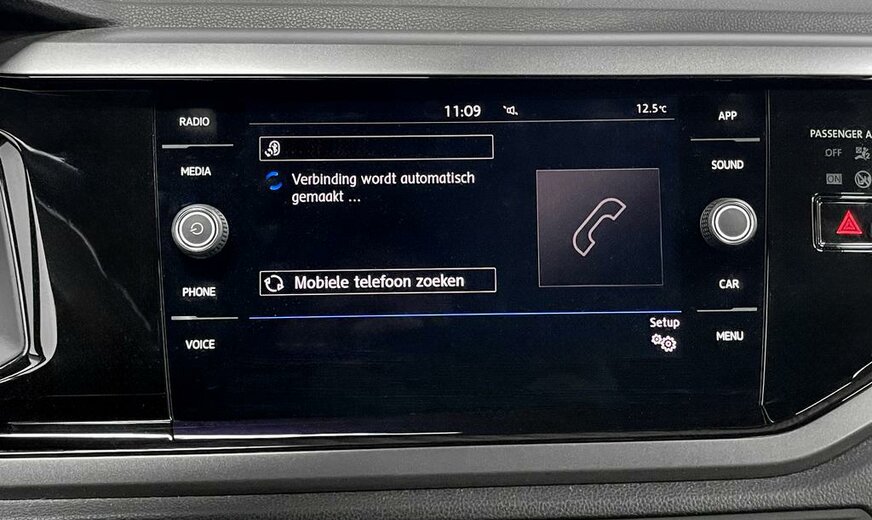 11:09
12.5°C
RADIO
MEDIA
PHONE
VOICE
Verbinding wordt automatisch
gemaakt ...
Mobiele telefoon zoeken
Setup
APP
SOUND
CAR
MENU
PASSENGER A
OFF
ON